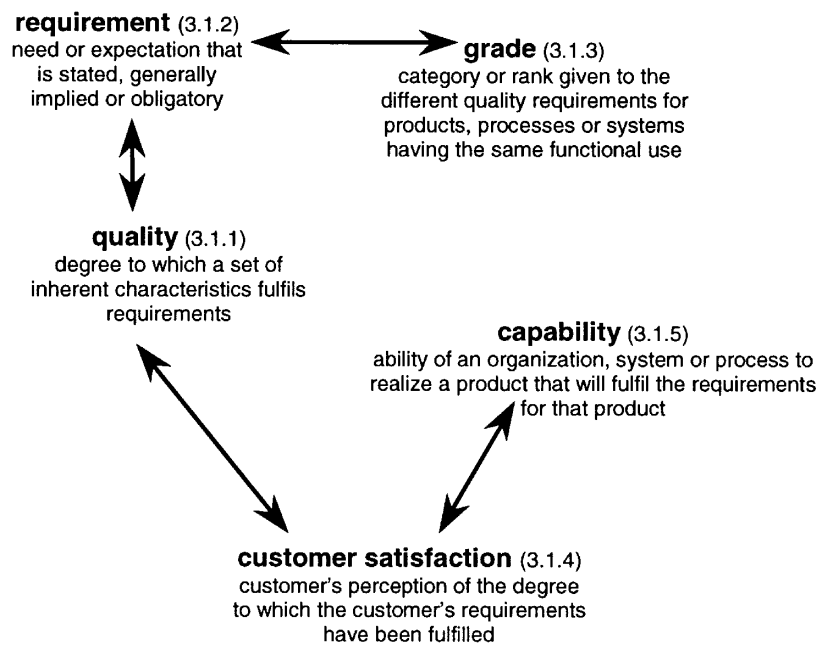 requirement (3.1.2)
need or expectation that
is stated, generally
implied or obligatory
grade (3.1.3)
category or rank given to the
different quality requirements for
products, processes or systems
having the same functional use
quality (3.1.1)
degree to which a set of
inherent characteristics fulfils
requirements
capability (3.1.5)
ability of an organization, system or process to
realize a product that will fulfil the requirements
for that product
customer satisfaction (3.1.4)
customer's perception of the degree
to which the customer's requirements
have been fulfilled